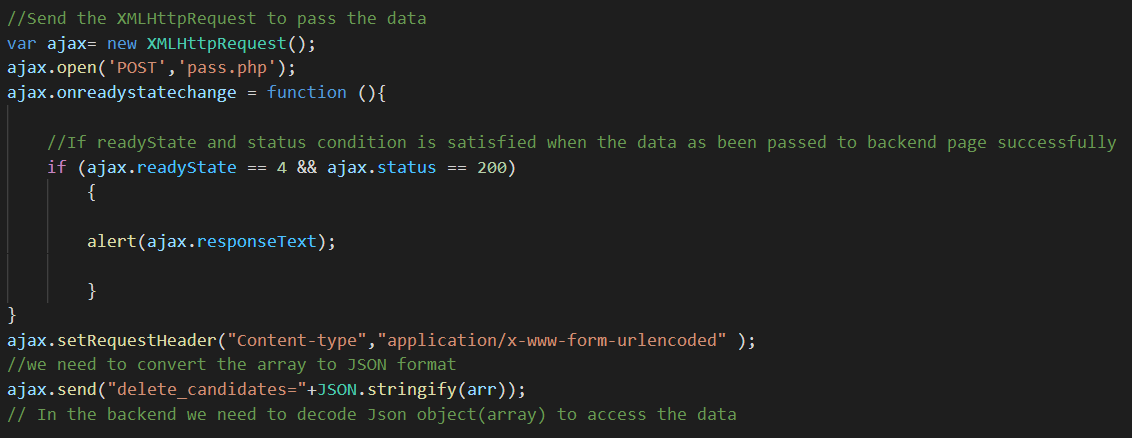 //Send the XMLHttpRequest to pass the data
var ajax= new XMLHttpRequest();
ajax.open('POST','pass.php');
ajax.onreadystatechange = function (){
//If readyState and status condition is satisfied when the data as been passed to backend page successfully
if (ajax.readyState == 4 && ajax.status == 200)
{
alert(ajax.responseText);
}
}
ajax.setRequestHeader("Content-type","application/x-www-form-urlencoded" );
//we need to convert the array to JSON format
ajax.send("delete_candidates="+JSON.stringify(arr));
// In the backend we need to decode Json object(array) to access the data